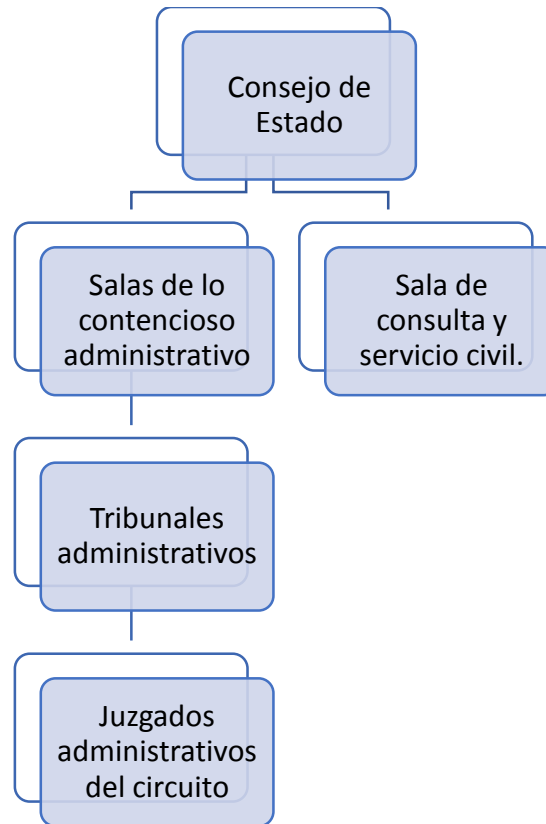 Consejo de
Estado
Salas de lo
contencioso
administrativo
Sala de
consulta y
servicio civil.
Tribunales
administrativos
Juzgados
administrativos
del circuito